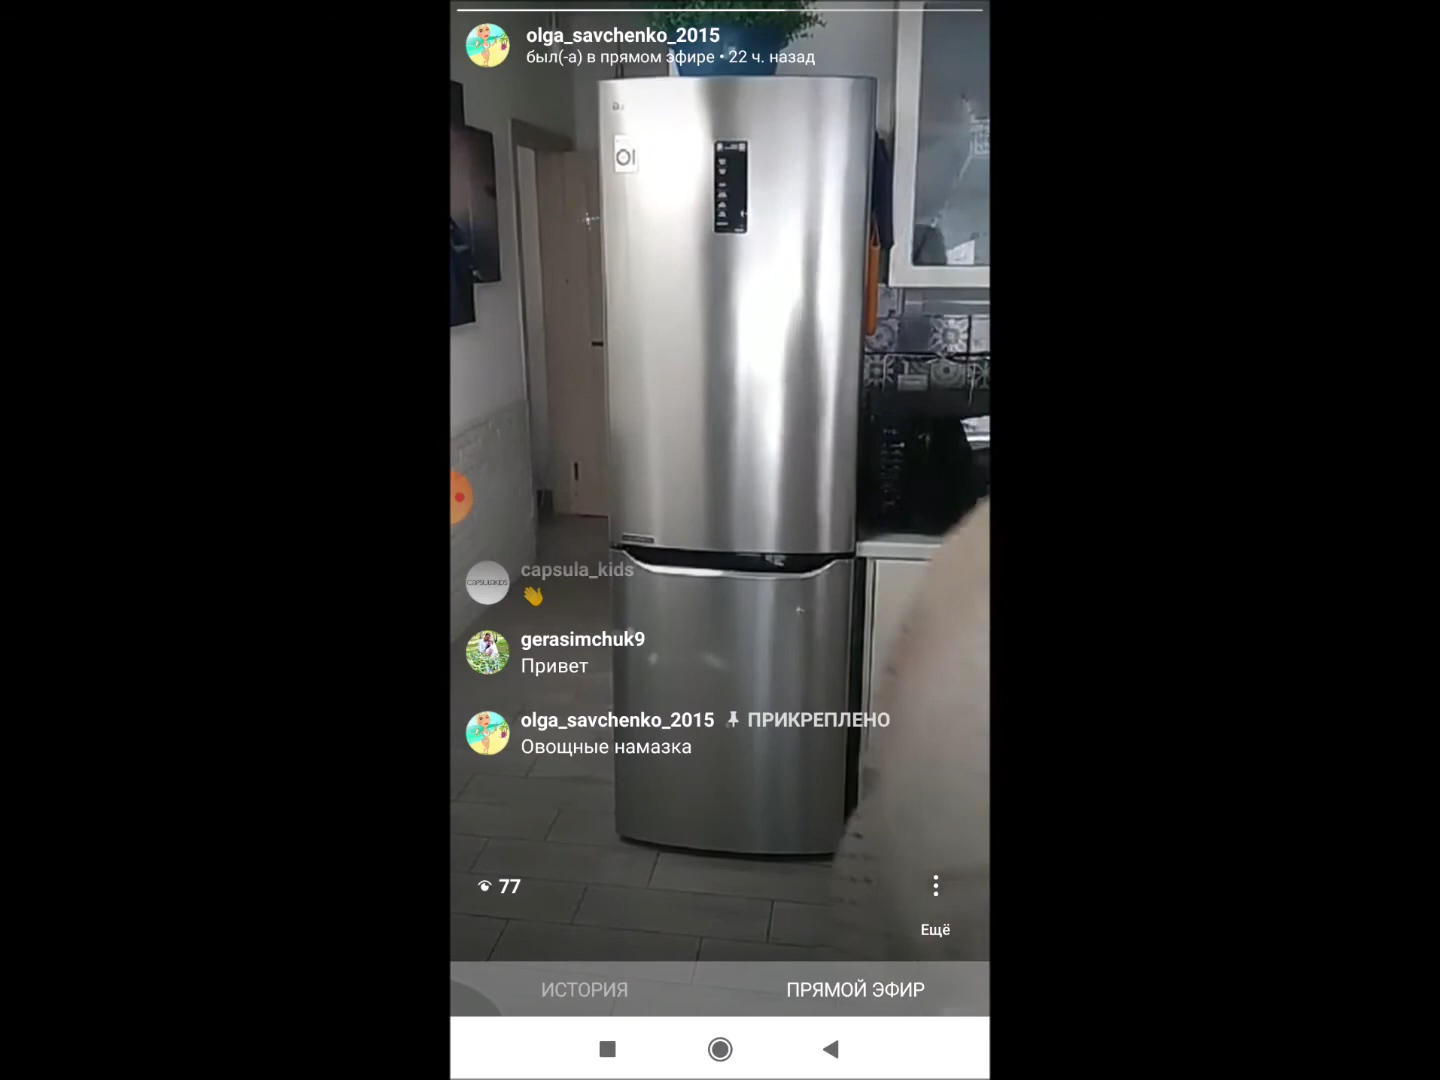 olga_savchenko_2015
был(-а) в прямом эфире • 22 ч. назад
capsula_kids
👋
gerasimchuk9
Привет
olga_savchenko_2015 ПРИКРЕПЛЕНО
Овощные намазка
77
Ещё
ИСТОРИЯ
ПРЯМОЙ ЭФИР